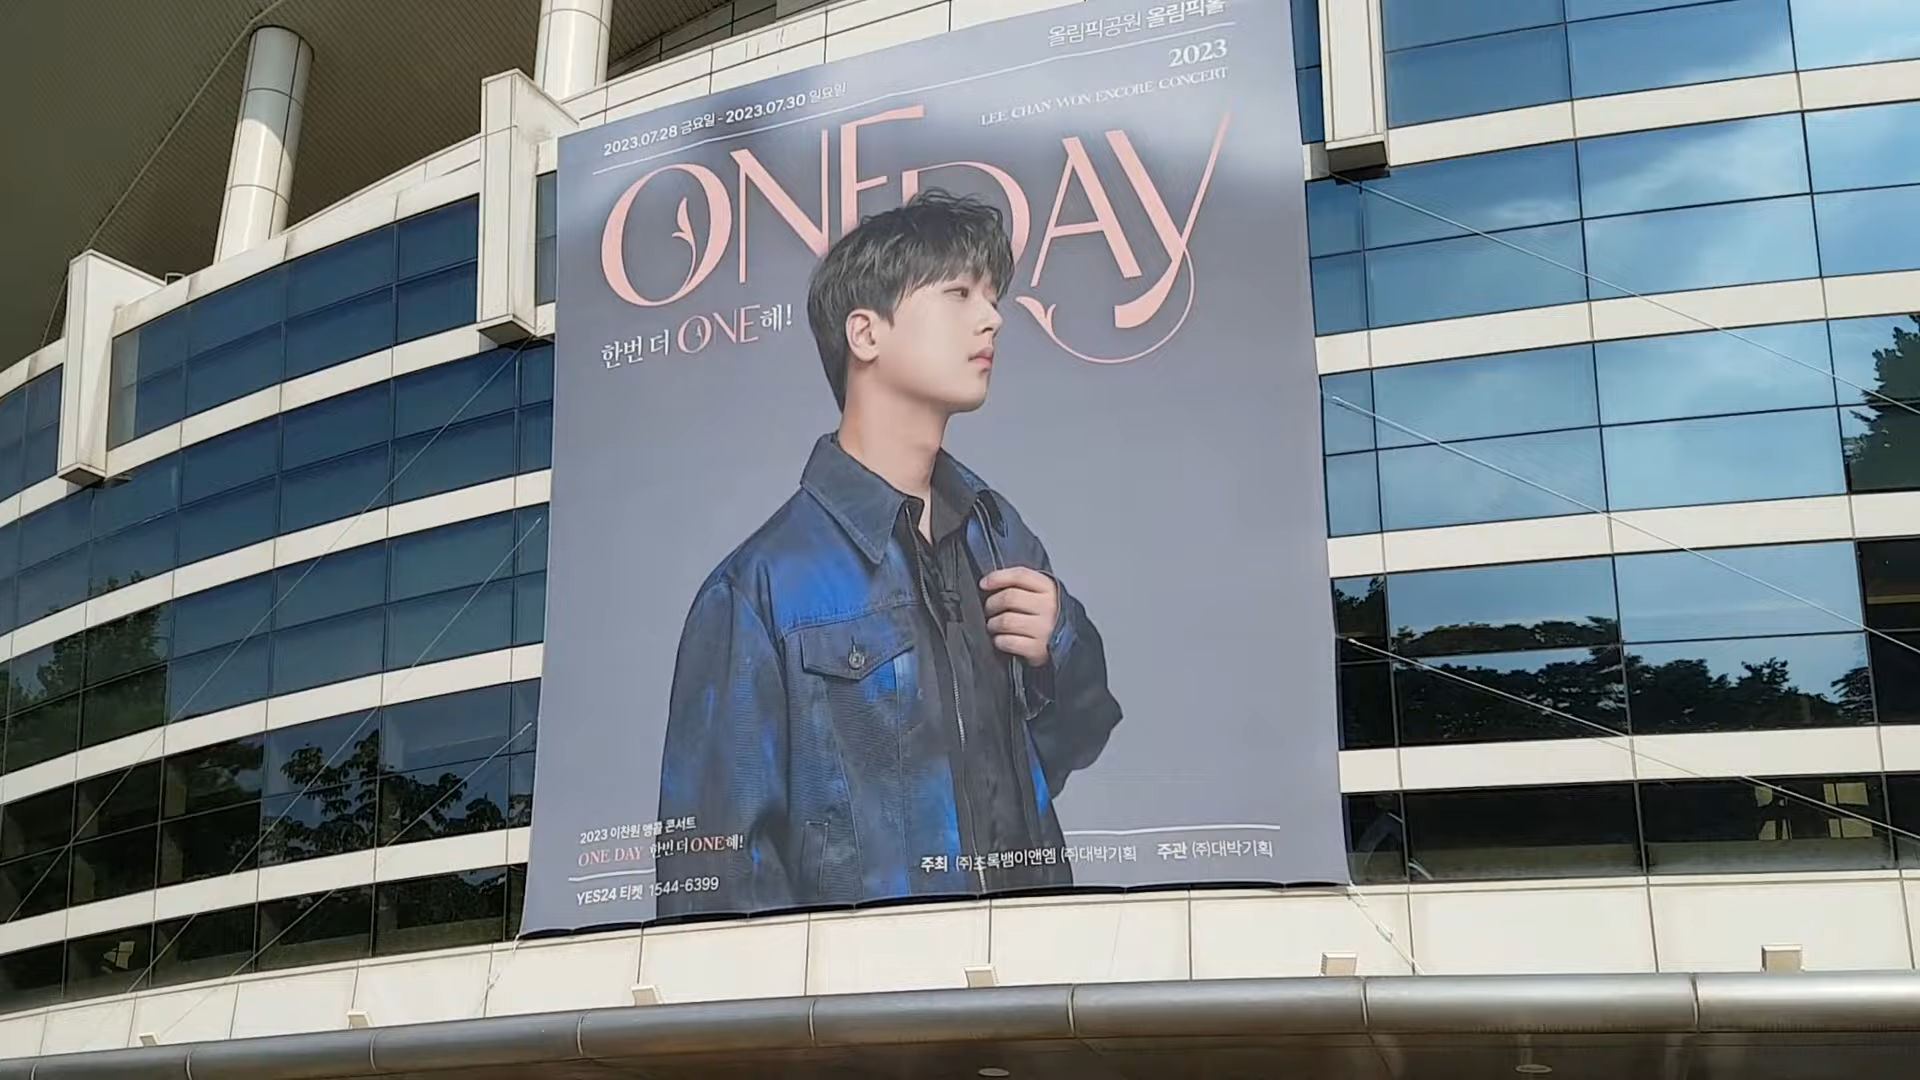 올림픽공원 올림픽홀
2023.07.28 금요일 - 2023.07.30 일요일
2023
LEE CHAN WON ENCORE CONCERT
ONE DAY
한번 더 ONE해!
2023 이찬원 앵콜 콘서트
ONE DAY 한번 더 ONE해!
주최 (주)초록뱀이앤엠 (주)대박기획 주관 (주)대박기획
YES24 티켓 1544-6399